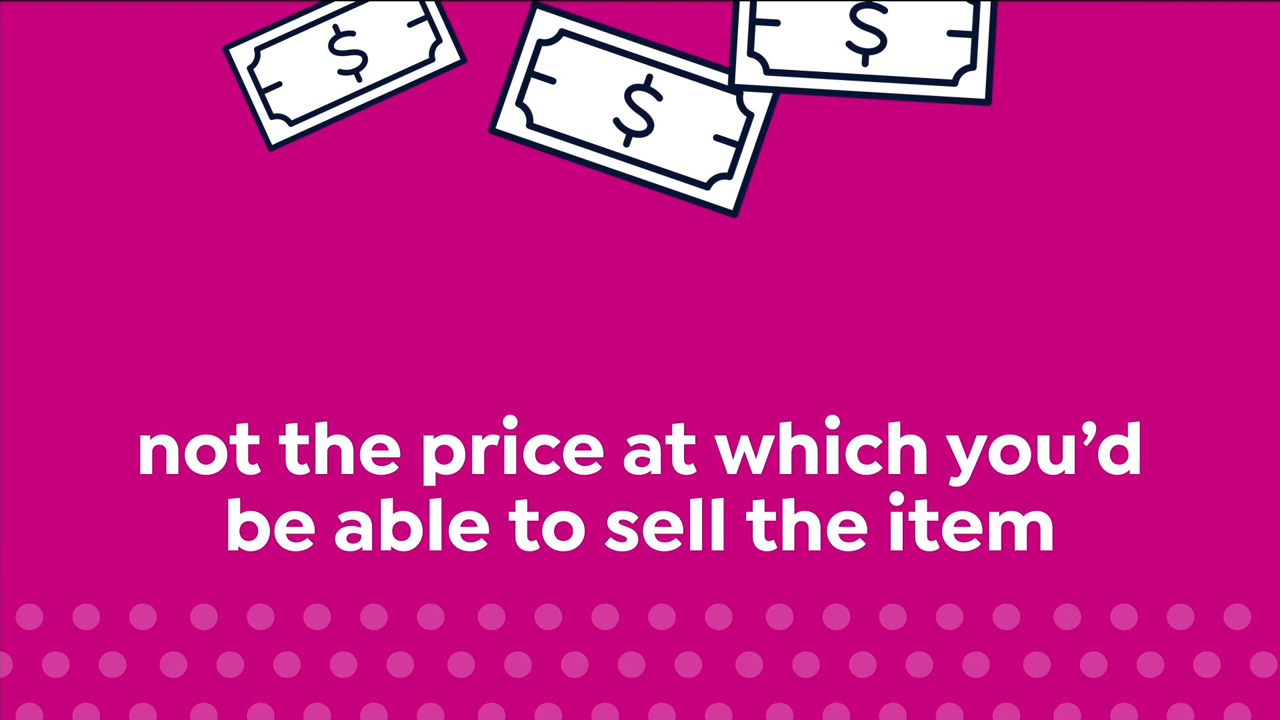 $
$
$
not the price at which you’d
be able to sell the item